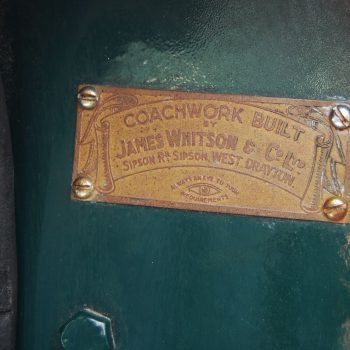 COACHWORK BUILT
BY
JAMES WHITSON & Co Ltd
SIPSON Rd SIPSON, WEST DRAYTON.
ALWAYS AN EYE TO YOUR
REQUIREMENTS